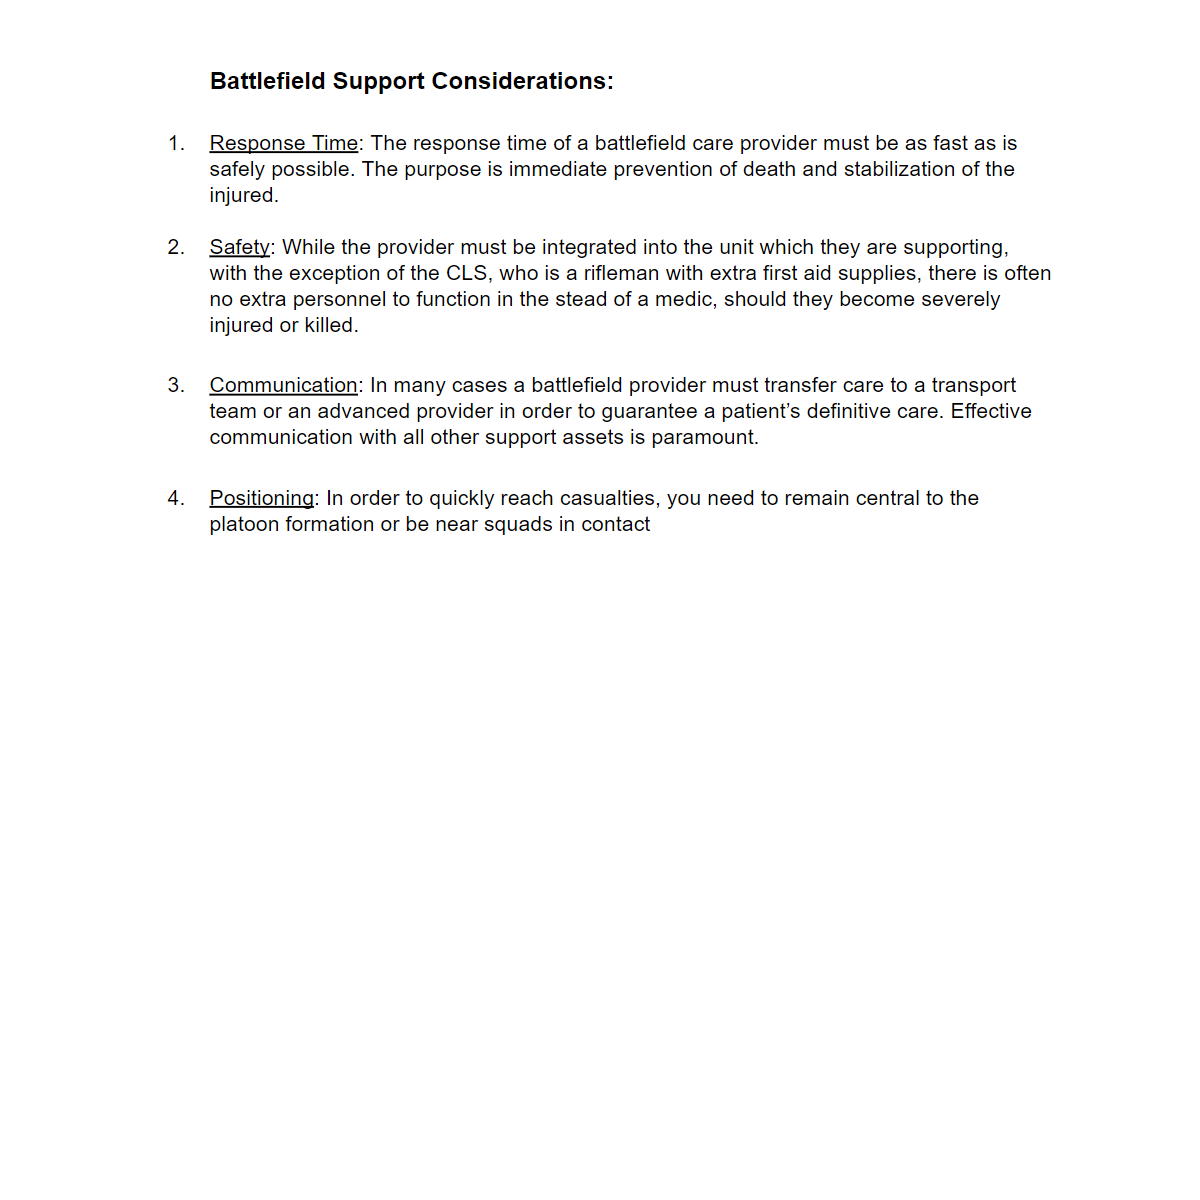 Battlefield Support Considerations:
1. Response Time: The response time of a battlefield care provider must be as fast as is
safely possible. The purpose is immediate prevention of death and stabilization of the
injured.
2. Safety: While the provider must be integrated into the unit which they are supporting,
with the exception of the CLS, who is a rifleman with extra first aid supplies, there is often
no extra personnel to function in the stead of a medic, should they become severely
injured or killed.
3. Communication: In many cases a battlefield provider must transfer care to a transport
team or an advanced provider in order to guarantee a patient’s definitive care. Effective
communication with all other support assets is paramount.
4. Positioning: In order to quickly reach casualties, you need to remain central to the
platoon formation or be near squads in contact